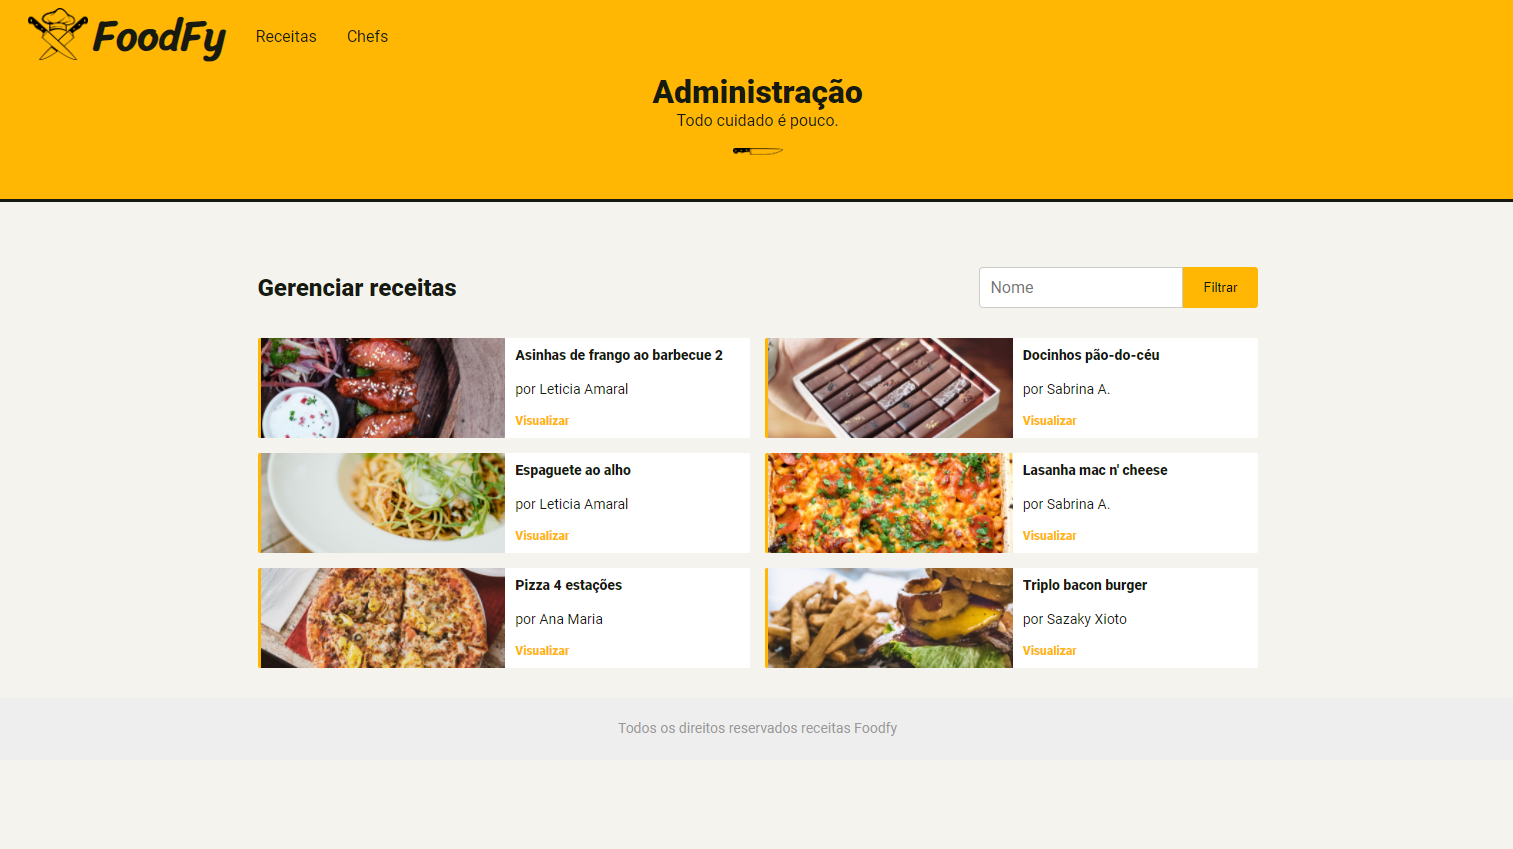 FoodFy
Receitas
Chefs
Administração
Todo cuidado é pouco.
Gerenciar receitas
Nome
Filtrar
Asinhas de frango ao barbecue 2
por Leticia Amaral
Visualizar
Docinhos pão-do-céu
por Sabrina A.
Visualizar
Espaguete ao alho
por Leticia Amaral
Visualizar
Lasanha mac n' cheese
por Sabrina A.
Visualizar
Pizza 4 estações
por Ana Maria
Visualizar
Triplo bacon burger
por Sazaky Xioto
Visualizar
Todos os direitos reservados receitas Foodfy